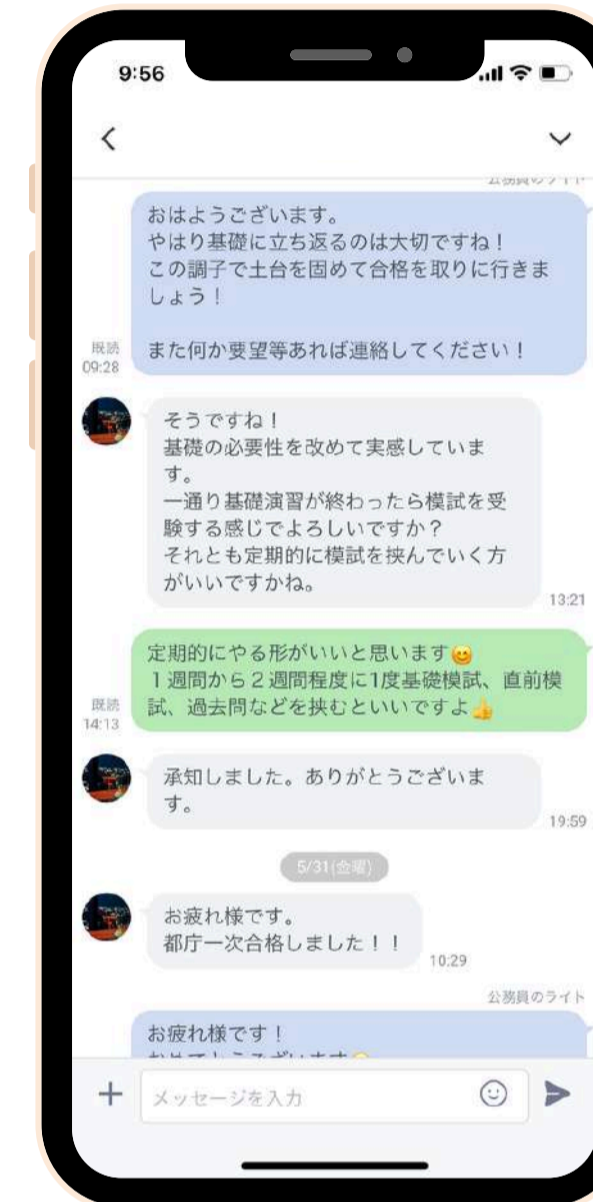 9:56
公務員のライト
おはようございます。
やはり基礎に立ち返るのは大切ですね！
この調子で土台を固めて合格を取りに行きま
しょう！
また何か要望等あれば連絡してください！
既読
09:28
そうですね！
基礎の必要性を改めて実感していま
す。
一通り基礎演習が終わったら模試を受
験する感じでよろしいですか？
それとも定期的に模試を挟んでいく方
がいいですかね。
13:21
定期的にやる形がいいと思います😊
１週間から２週間程度に1度基礎模試、直前模
試、過去問などを挟むといいですよ👍
既読
14:13
承知しました。ありがとうございま
す。
19:59
5/31(金曜)
お疲れ様です。
都庁一次合格しました！！
10:29
公務員のライト
お疲れ様です！
おめでとうございます
メッセージを入力